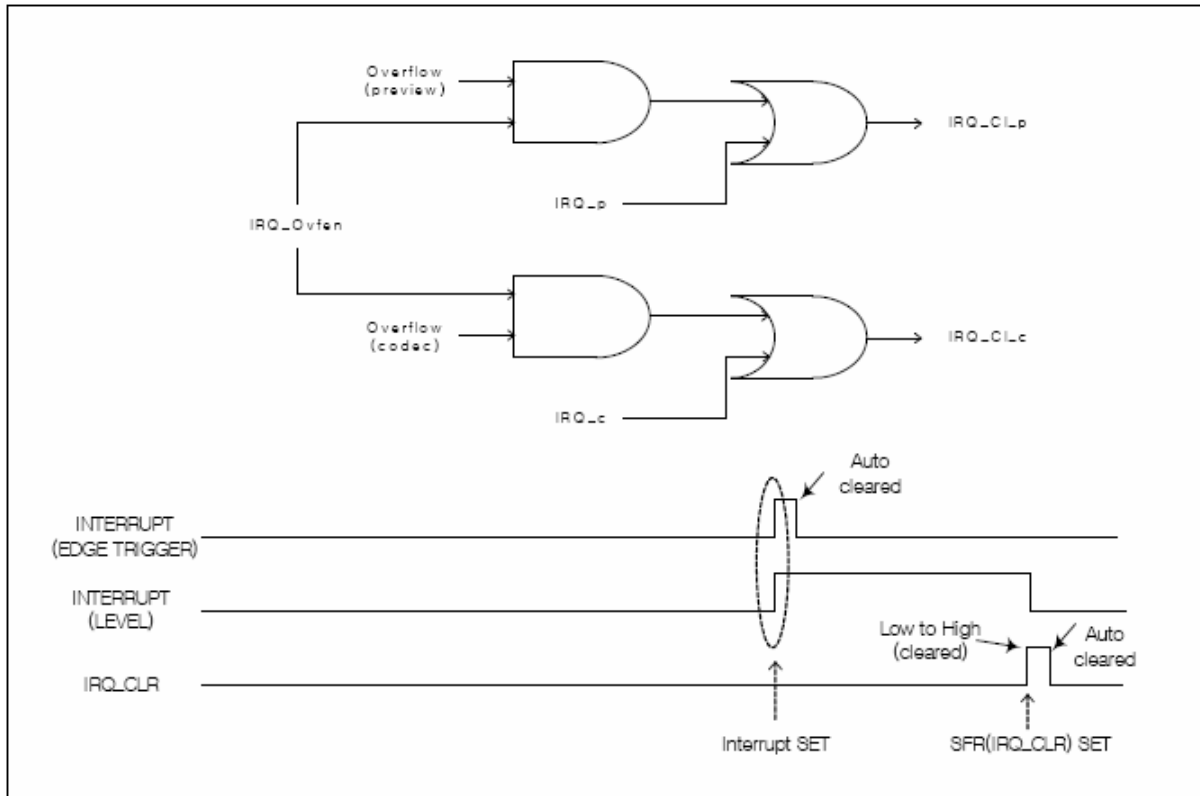 Overflow
(preview)
IRQ_CI_p
IRQ_p
IRQ_Ovfen
Overflow
(codec)
IRQ_CI_c
IRQ_c
Auto
cleared
INTERRUPT
(EDGE TRIGGER)
INTERRUPT
(LEVEL)
Low to High
(cleared)
Auto
cleared
IRQ_CLR
Interrupt SET
SFR(IRQ_CLR) SET